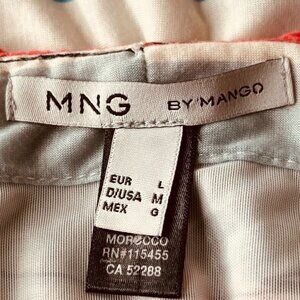 MNG BY MANGO
EUR L
D/USA M
MEX G
MOROCCO
RN#115455
CA 52288